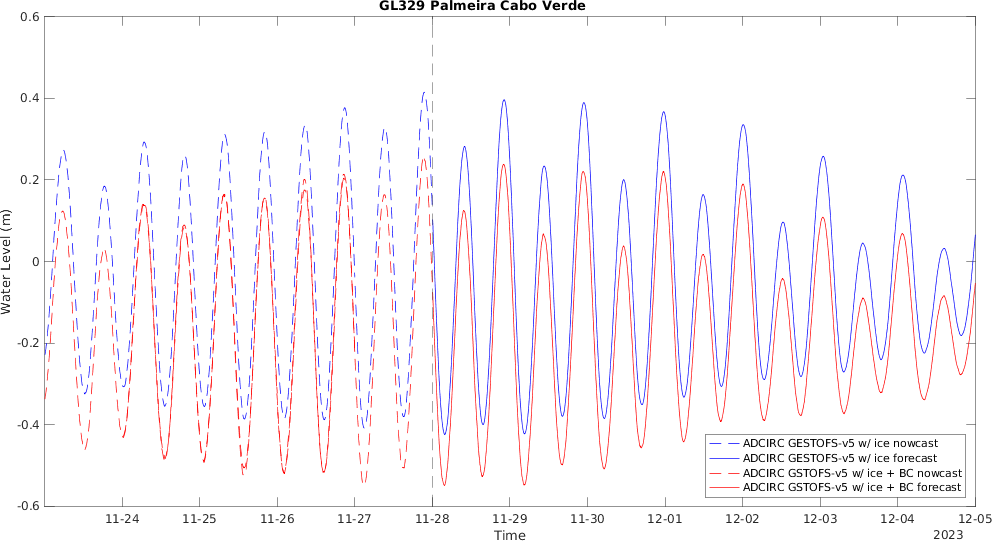 GL329 Palmeira Cabo Verde
0.6
0.4
0.2
0
-0.2
-0.4
-0.6
Water Level (m)
ADCIRC GESTOFS-v5 w/ ice nowcast
ADCIRC GESTOFS-v5 w/ ice forecast
ADCIRC GSTOFS-v5 w/ ice + BC nowcast
ADCIRC GSTOFS-v5 w/ ice + BC forecast
11-24 11-25 11-26 11-27 11-28 11-29 11-30 12-01 12-02 12-03 12-04 12-05
Time
2023